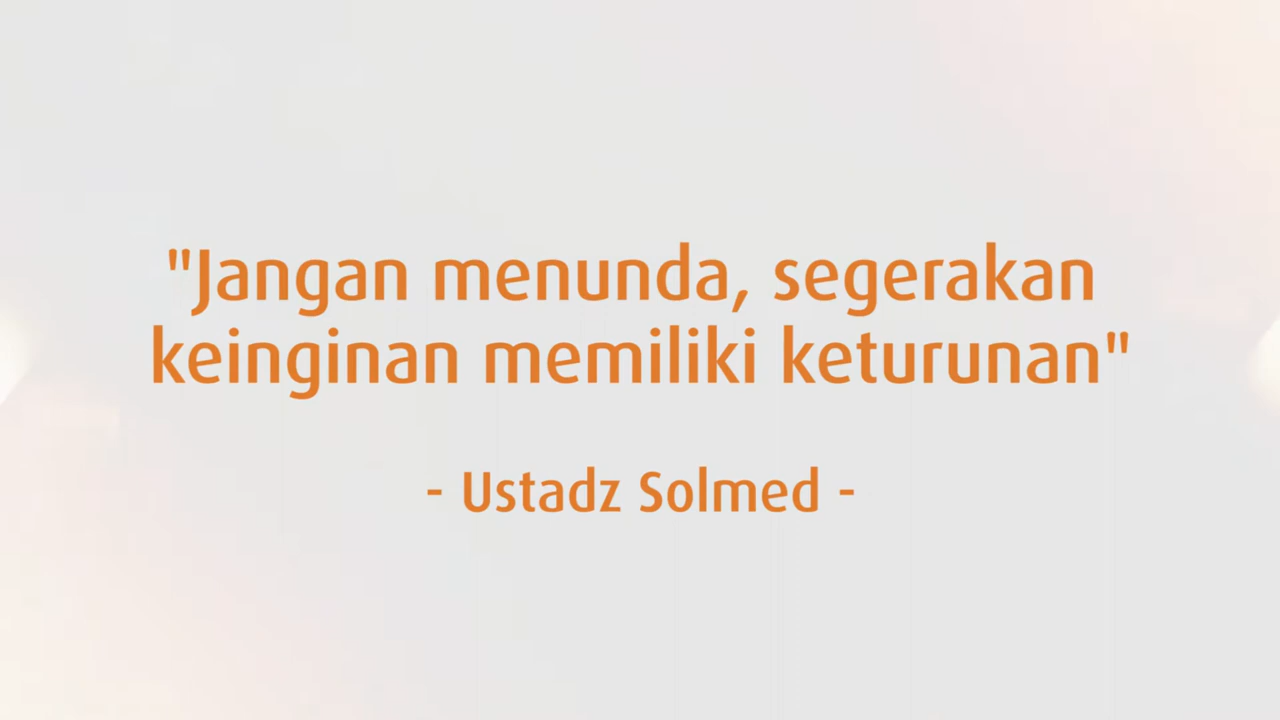 "Jangan menunda, segerakan
keinginan memiliki keturunan"
- Ustadz Solmed -